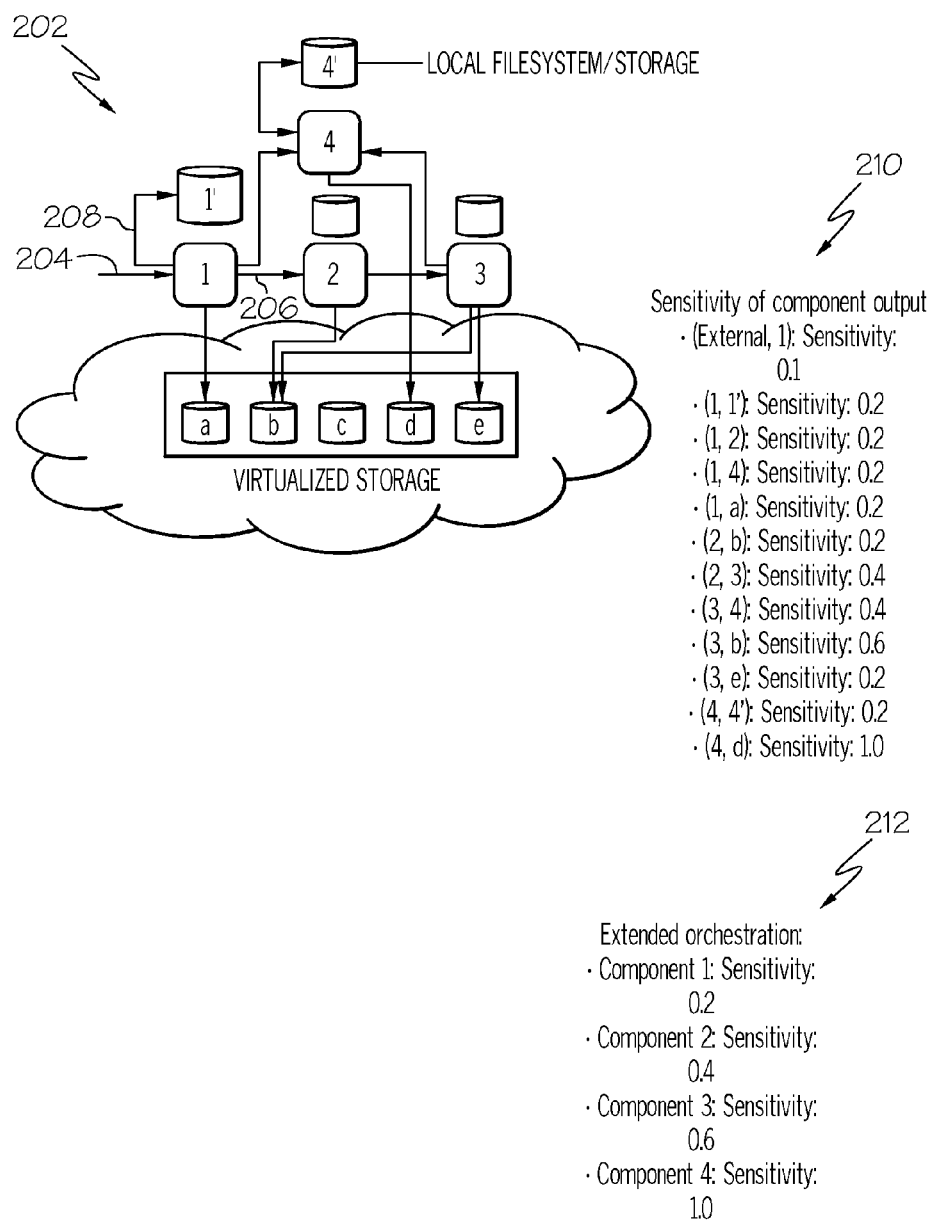 202
4'
LOCAL FILESYSTEM/STORAGE
4
1'
208
204
1
206
2
3
a
b
c
d
e
VIRTUALIZED STORAGE
210
Sensitivity of component output
· (External, 1): Sensitivity:
0.1
· (1, 1'): Sensitivity: 0.2
· (1, 2): Sensitivity: 0.2
· (1, 4): Sensitivity: 0.2
· (1, a): Sensitivity: 0.2
· (2, b): Sensitivity: 0.2
· (2, 3): Sensitivity: 0.4
· (3, 4): Sensitivity: 0.4
· (3, b): Sensitivity: 0.6
· (3, e): Sensitivity: 0.2
· (4, 4'): Sensitivity: 0.2
· (4, d): Sensitivity: 1.0
212
Extended orchestration:
· Component 1: Sensitivity:
0.2
· Component 2: Sensitivity:
0.4
· Component 3: Sensitivity:
0.6
· Component 4: Sensitivity:
1.0